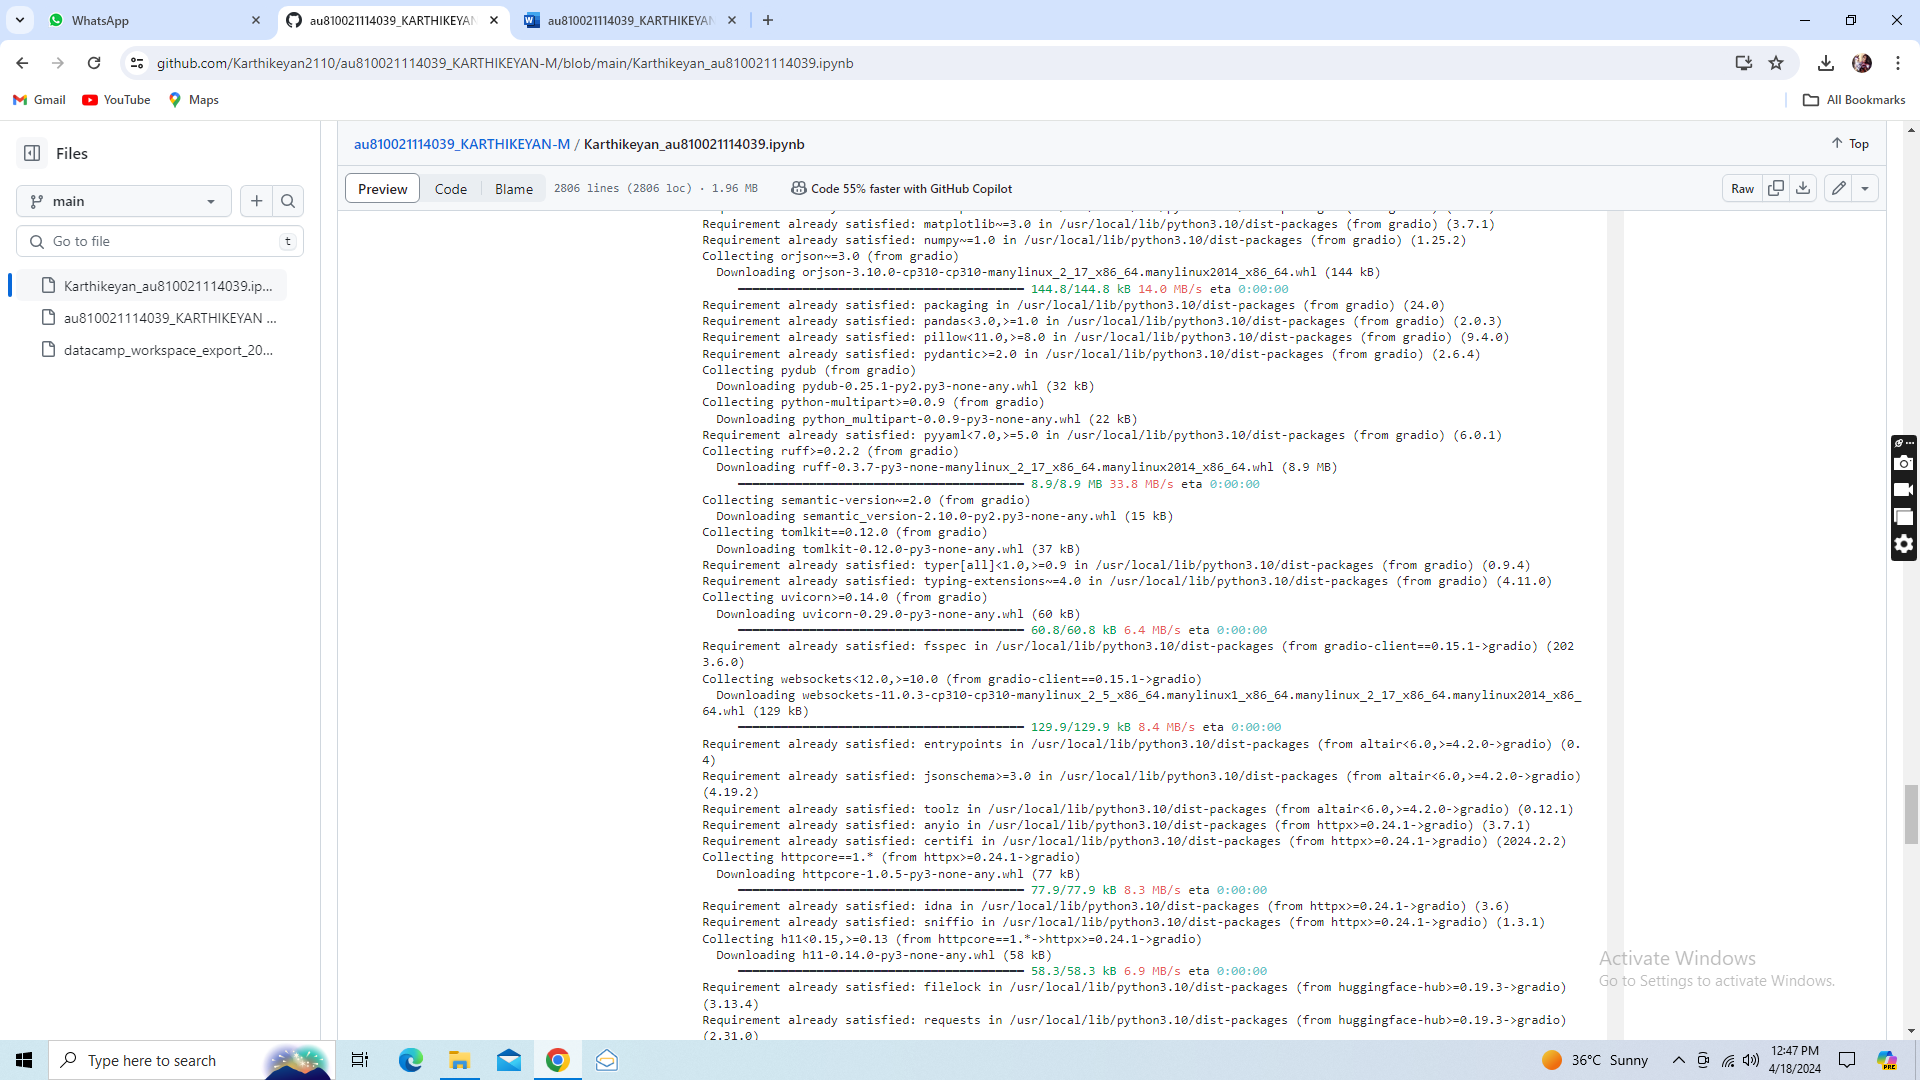 WhatsApp
au810021114039_KARTHIKEYAN
au810021114039_KARTHIKEYAN
github.com/Karthikeyan2110/au810021114039_KARTHIKEYAN-M/blob/main/Karthikeyan_au810021114039.ipynb
Gmail
YouTube
Maps
All Bookmarks
Files
au810021114039_KARTHIKEYAN-M / Karthikeyan_au810021114039.ipynb
Top
main
Preview
Code
Blame
2806 lines (2806 loc) · 1.96 MB
Code 55% faster with GitHub Copilot
Raw
Go to file
t
Karthikeyan_au810021114039.ip...
au810021114039_KARTHIKEYAN ...
datacamp_workspace_export_20...
Requirement already satisfied: matplotlib~=3.0 in /usr/local/lib/python3.10/dist-packages (from gradio) (3.7.1)
Requirement already satisfied: numpy~=1.0 in /usr/local/lib/python3.10/dist-packages (from gradio) (1.25.2)
Collecting orjson~=3.0 (from gradio)
Downloading orjson-3.10.0-cp310-cp310-manylinux_2_17_x86_64.manylinux2014_x86_64.whl (144 kB)
144.8/144.8 kB 14.0 MB/s eta 0:00:00
Requirement already satisfied: packaging in /usr/local/lib/python3.10/dist-packages (from gradio) (24.0)
Requirement already satisfied: pandas<3.0,>=1.0 in /usr/local/lib/python3.10/dist-packages (from gradio) (2.0.3)
Requirement already satisfied: pillow<11.0,>=8.0 in /usr/local/lib/python3.10/dist-packages (from gradio) (9.4.0)
Requirement already satisfied: pydantic>=2.0 in /usr/local/lib/python3.10/dist-packages (from gradio) (2.6.4)
Collecting pydub (from gradio)
Downloading pydub-0.25.1-py2.py3-none-any.whl (32 kB)
Collecting python-multipart>=0.0.9 (from gradio)
Downloading python_multipart-0.0.9-py3-none-any.whl (22 kB)
Requirement already satisfied: pyyaml<7.0,>=5.0 in /usr/local/lib/python3.10/dist-packages (from gradio) (6.0.1)
Collecting ruff>=0.2.2 (from gradio)
Downloading ruff-0.3.7-py3-none-manylinux_2_17_x86_64.manylinux2014_x86_64.whl (8.9 MB)
8.9/8.9 MB 33.8 MB/s eta 0:00:00
Collecting semantic-version~=2.0 (from gradio)
Downloading semantic_version-2.10.0-py2.py3-none-any.whl (15 kB)
Collecting tomlkit==0.12.0 (from gradio)
Downloading tomlkit-0.12.0-py3-none-any.whl (37 kB)
Requirement already satisfied: typer[all]<1.0,>=0.9 in /usr/local/lib/python3.10/dist-packages (from gradio) (0.9.4)
Requirement already satisfied: typing-extensions~=4.0 in /usr/local/lib/python3.10/dist-packages (from gradio) (4.11.0)
Collecting uvicorn>=0.14.0 (from gradio)
Downloading uvicorn-0.29.0-py3-none-any.whl (60 kB)
60.8/60.8 kB 6.4 MB/s eta 0:00:00
Requirement already satisfied: fsspec in /usr/local/lib/python3.10/dist-packages (from gradio-client==0.15.1->gradio) (202
3.6.0)
Collecting websockets<12.0,>=10.0 (from gradio-client==0.15.1->gradio)
Downloading websockets-11.0.3-cp310-cp310-manylinux_2_5_x86_64.manylinux1_x86_64.manylinux_2_17_x86_64.manylinux2014_x86_
64.whl (129 kB)
129.9/129.9 kB 8.4 MB/s eta 0:00:00
Requirement already satisfied: entrypoints in /usr/local/lib/python3.10/dist-packages (from altair<6.0,>=4.2.0->gradio) (0.
4)
Requirement already satisfied: jsonschema>=3.0 in /usr/local/lib/python3.10/dist-packages (from altair<6.0,>=4.2.0->gradio)
(4.19.2)
Requirement already satisfied: toolz in /usr/local/lib/python3.10/dist-packages (from altair<6.0,>=4.2.0->gradio) (0.12.1)
Requirement already satisfied: anyio in /usr/local/lib/python3.10/dist-packages (from httpx>=0.24.1->gradio) (3.7.1)
Requirement already satisfied: certifi in /usr/local/lib/python3.10/dist-packages (from httpx>=0.24.1->gradio) (2024.2.2)
Collecting httpcore==1.* (from httpx>=0.24.1->gradio)
Downloading httpcore-1.0.5-py3-none-any.whl (77 kB)
77.9/77.9 kB 8.3 MB/s eta 0:00:00
Requirement already satisfied: idna in /usr/local/lib/python3.10/dist-packages (from httpx>=0.24.1->gradio) (3.6)
Requirement already satisfied: sniffio in /usr/local/lib/python3.10/dist-packages (from httpx>=0.24.1->gradio) (1.3.1)
Collecting h11<0.15,>=0.13 (from httpcore==1.*->httpx>=0.24.1->gradio)
Downloading h11-0.14.0-py3-none-any.whl (58 kB)
58.3/58.3 kB 6.9 MB/s eta 0:00:00
Requirement already satisfied: filelock in /usr/local/lib/python3.10/dist-packages (from huggingface-hub>=0.19.3->gradio)
(3.13.4)
Requirement already satisfied: requests in /usr/local/lib/python3.10/dist-packages (from huggingface-hub>=0.19.3->gradio)
(2.31.0)
Activate Windows
Go to Settings to activate Windows.
Type here to search
36°C Sunny
12:47 PM
4/18/2024
PRE